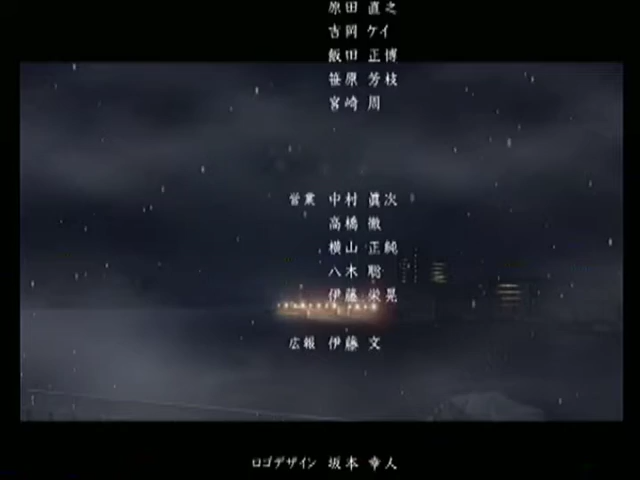 原田 直之
吉岡 ケイ
飯田 正博
笹原 芳枝
宮崎 周
営業 中村 眞次
高橋 徹
横山 正純
八木 聡
伊藤 栄晃
広報 伊藤 文
ロゴデザイン 坂本 幸人